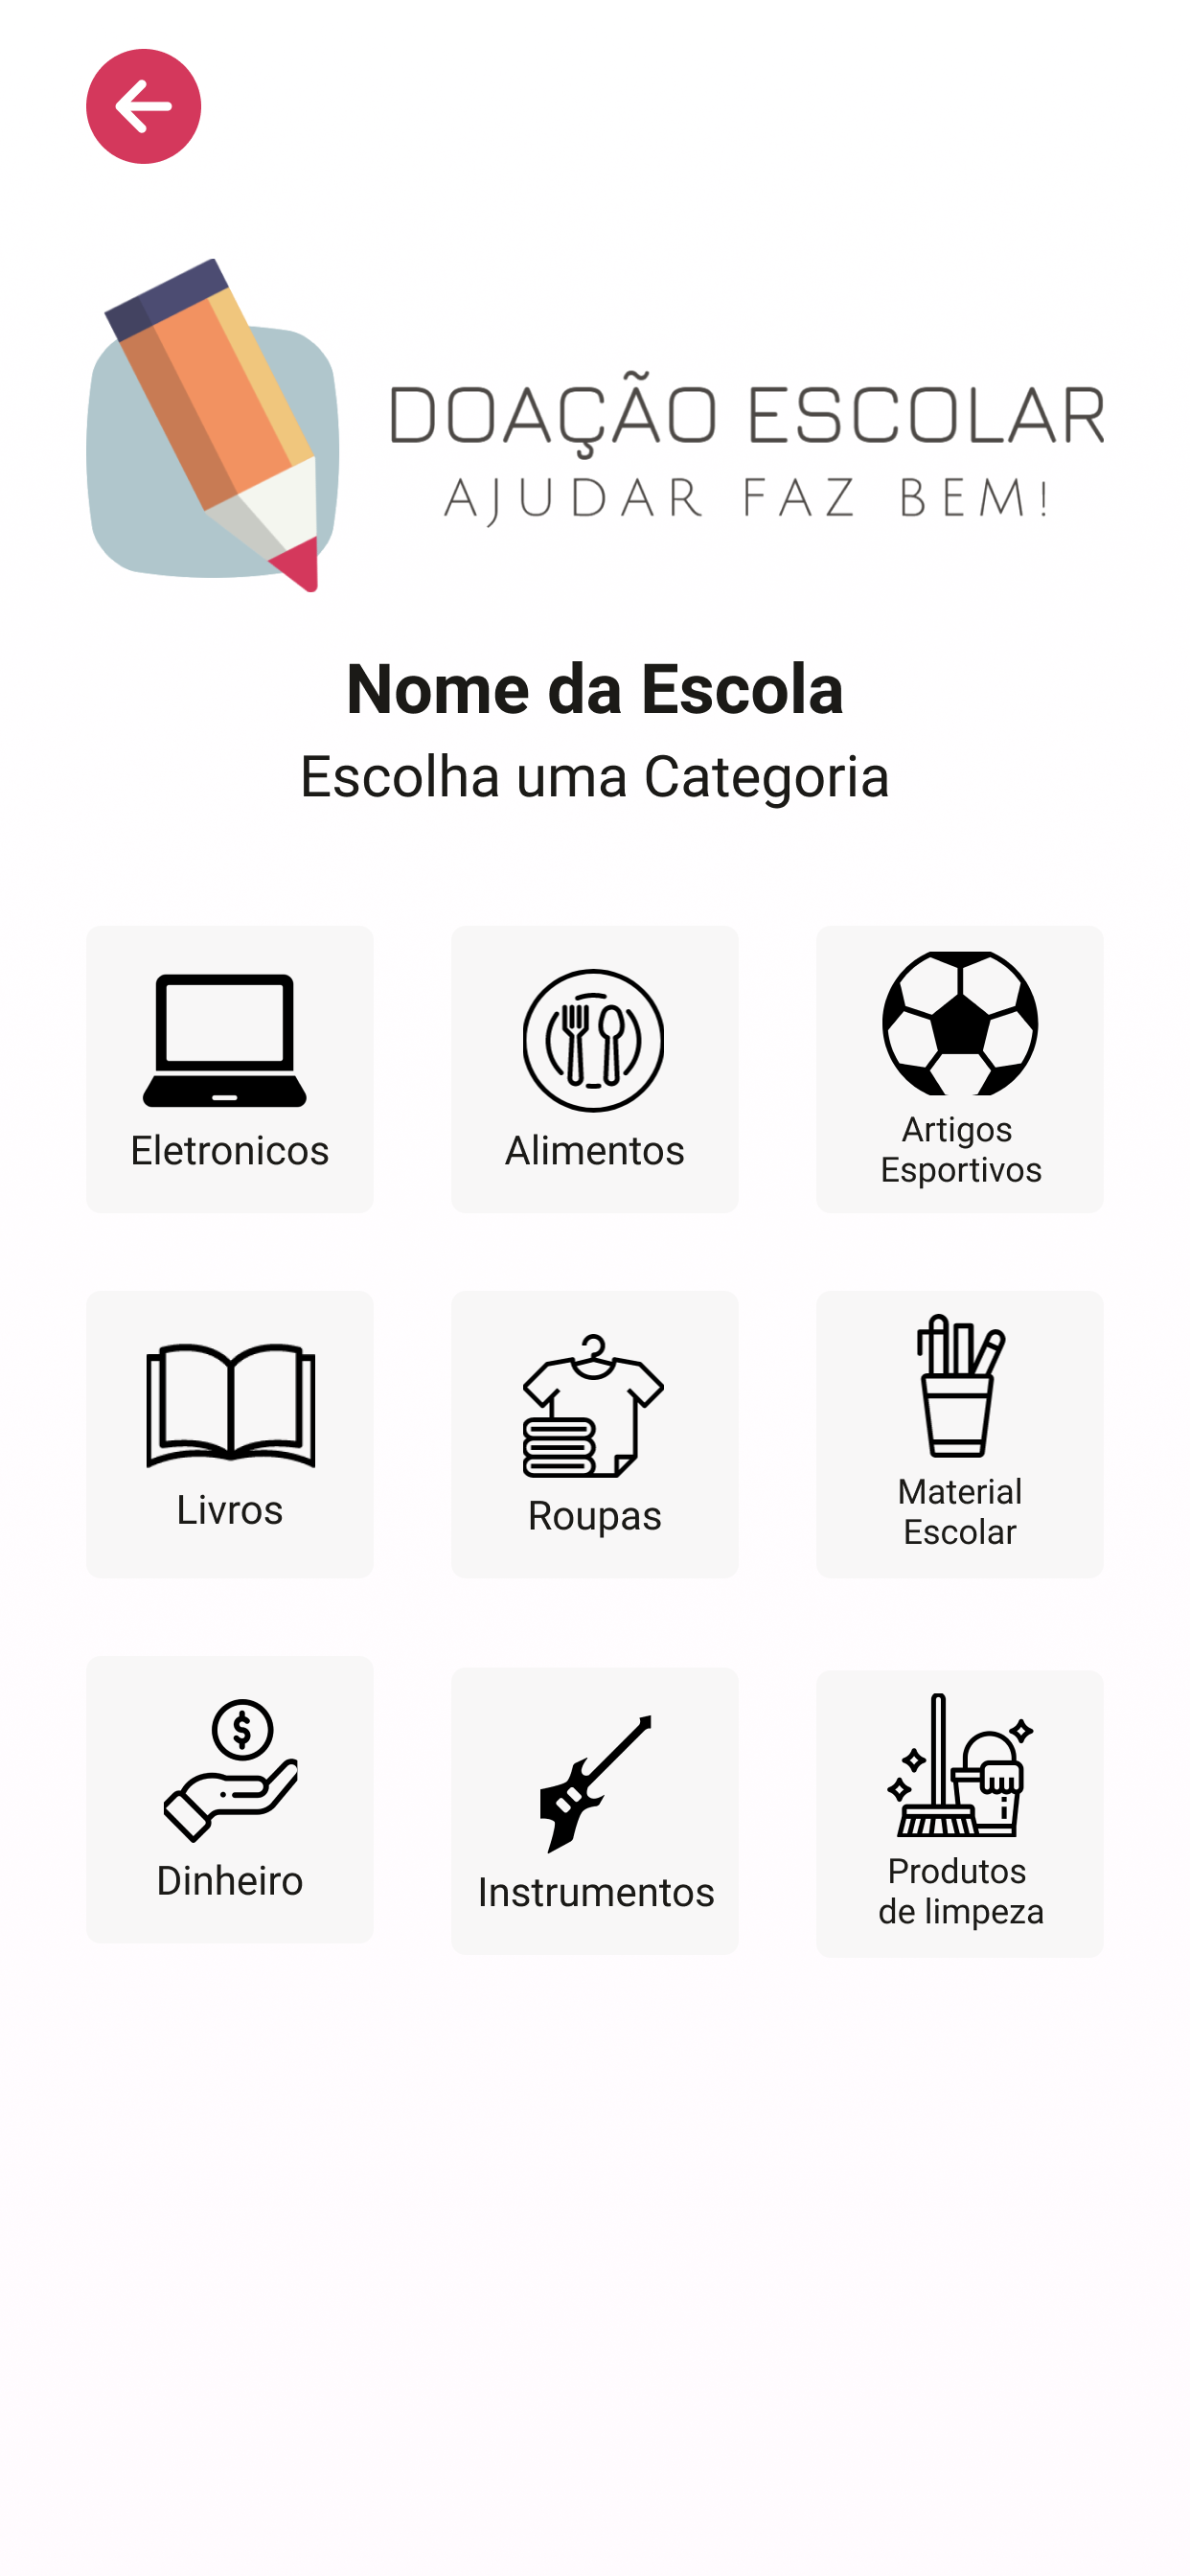 DOAÇÃO ESCOLAR
AJUDAR FAZ BEM!
Nome da Escola
Escolha uma Categoria
Eletronicos
Alimentos
Artigos
Esportivos
Livros
Roupas
Material
Escolar
$
Dinheiro
Instrumentos
Produtos
de limpeza